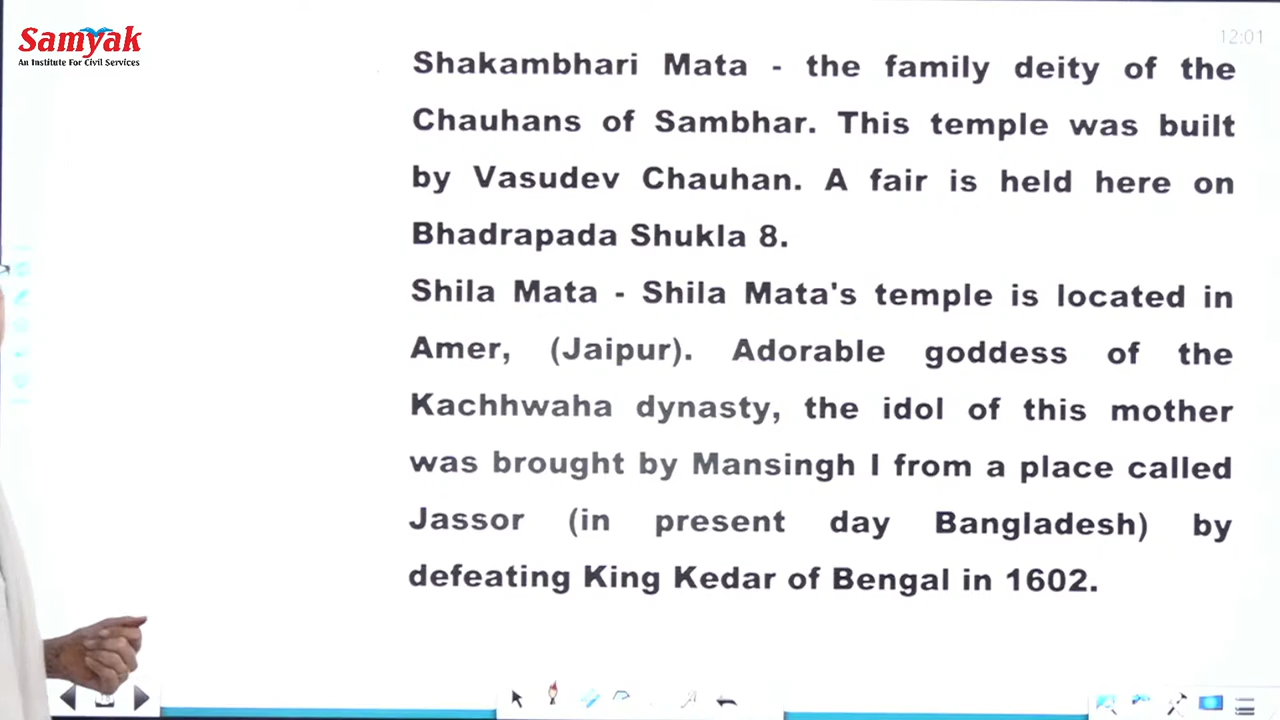 Samyak
An Institute For Civil Services
12:01
Shakambhari Mata - the family deity of the
Chauhans of Sambhar. This temple was built
by Vasudev Chauhan. A fair is held here on
Bhadrapada Shukla 8.
Shila Mata - Shila Mata's temple is located in
Amer, (Jaipur). Adorable goddess of the
Kachhwaha dynasty, the idol of this mother
was brought by Mansingh I from a place called
Jassor (in present day Bangladesh) by
defeating King Kedar of Bengal in 1602.